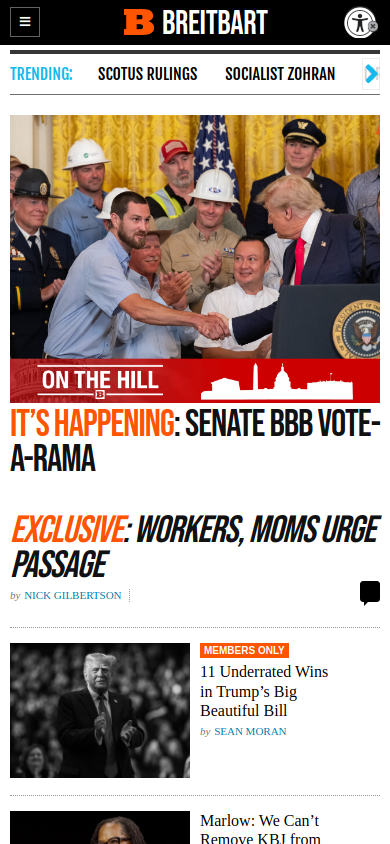 B BREITBART
TRENDING:
SCOTUS RULINGS
SOCIALIST ZOHRAN
ON THE HILL
B
IT'S HAPPENING: SENATE BBB VOTE-
A-RAMA
EXCLUSIVE: WORKERS, MOMS URGE
PASSAGE
by NICK GILBERTSON
MEMBERS ONLY
11 Underrated Wins
in Trump's Big
Beautiful Bill
by SEAN MORAN
Marlow: We Can't
Remove KBJ from